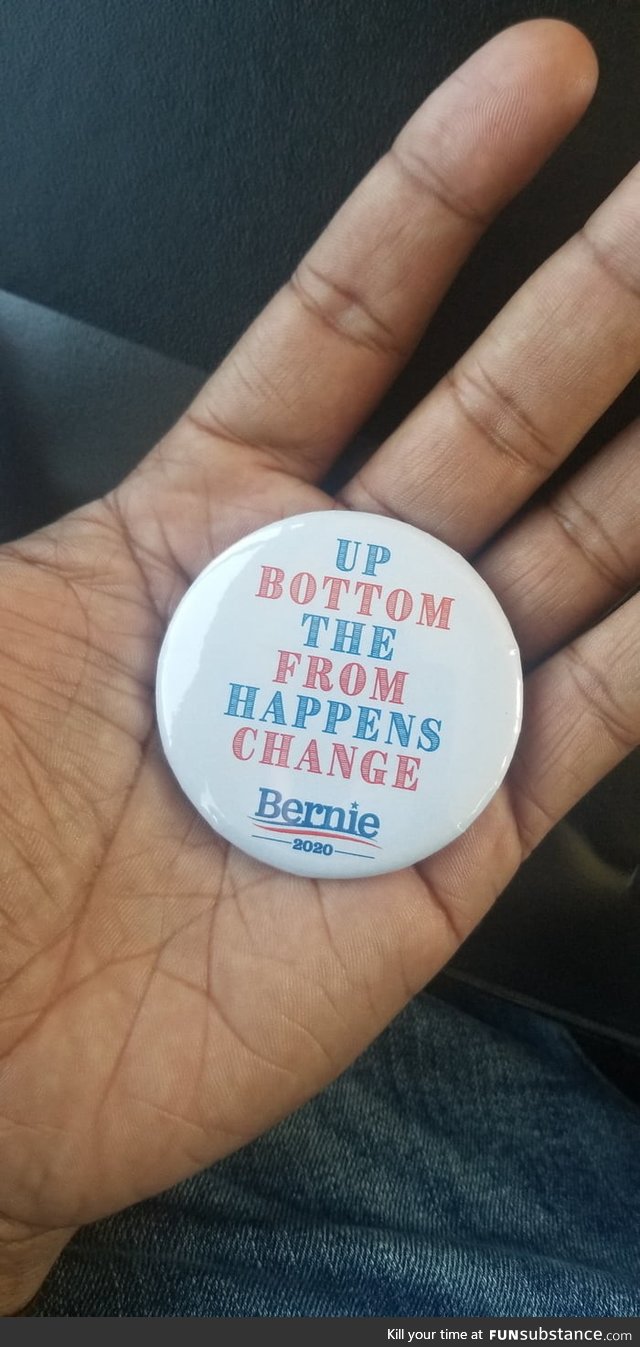 UP
BOTTOM
THE
FROM
HAPPENS
CHANGE
Bernie
2020
Kill your time at FUNsubstance.com